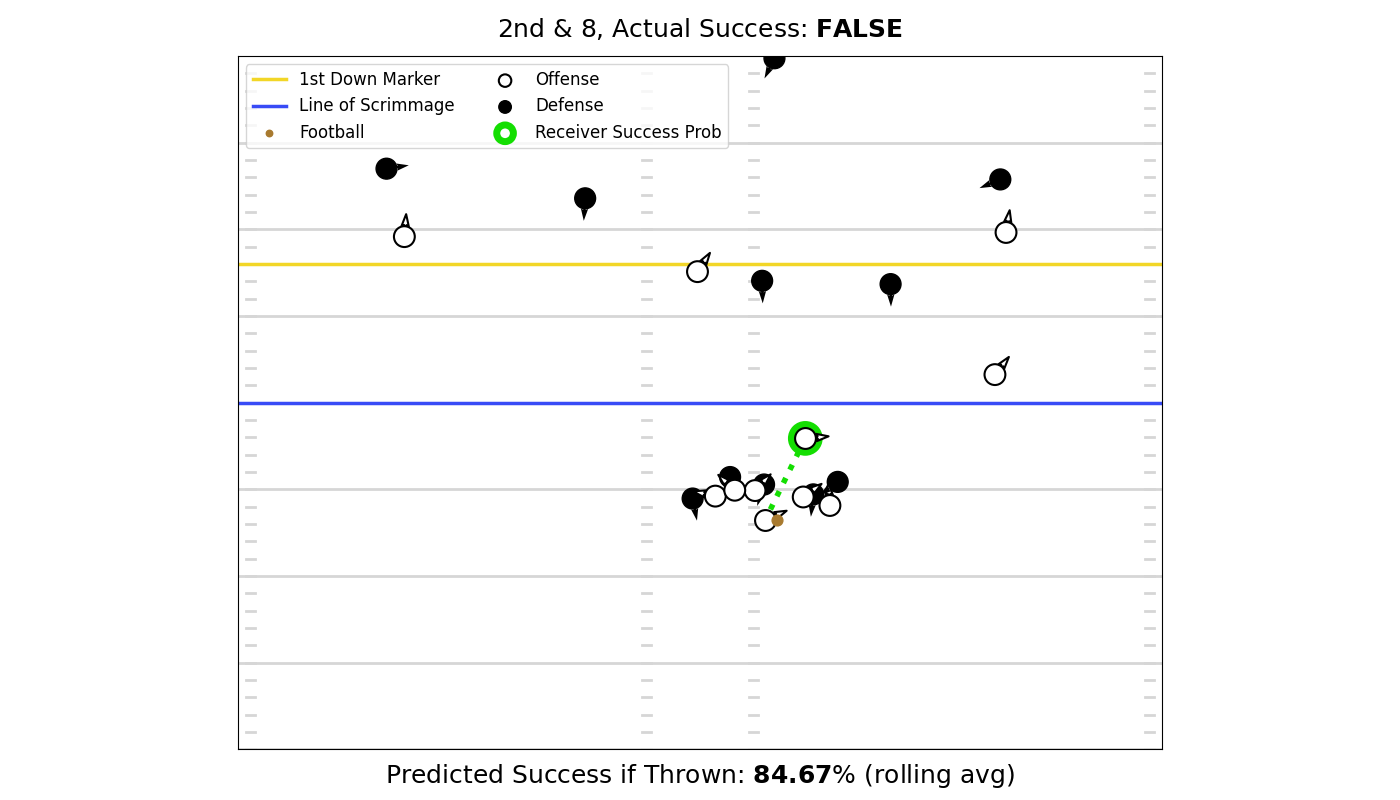 2nd & 8, Actual Success: FALSE
1st Down Marker
Line of Scrimmage
Football
Offense
Defense
Receiver Success Prob
Predicted Success if Thrown: 84.67% (rolling avg)